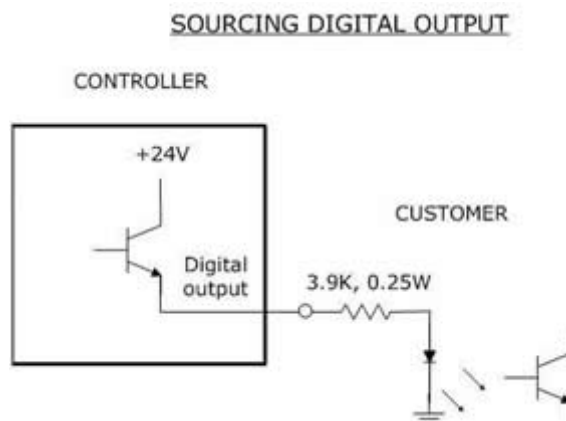 SOURCING DIGITAL OUTPUT
CONTROLLER
+24V
CUSTOMER
Digital
output
3.9K, 0.25W